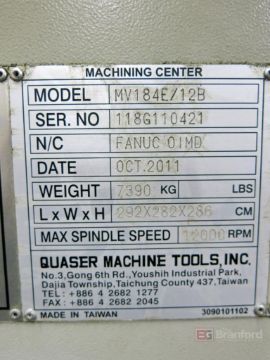 MACHINING CENTER
MODEL MV184E/12B
SER. NO 118G110421
N/C FANUC 0IMD
DATE OCT.2011
WEIGHT 7390 KG LBS
L x W x H 292X282X286 CM
MAX SPINDLE SPEED 12000 RPM
QUASER MACHINE TOOLS, INC.
No.3,Gong 6th Rd.,Youshih Industrial Park,
Dajia Township,Taichung County 437,Taiwan
TEL:+886 4 2682 1277
FAX:+886 4 2682 2045
MADE IN TAIWAN 3090101102
Branford